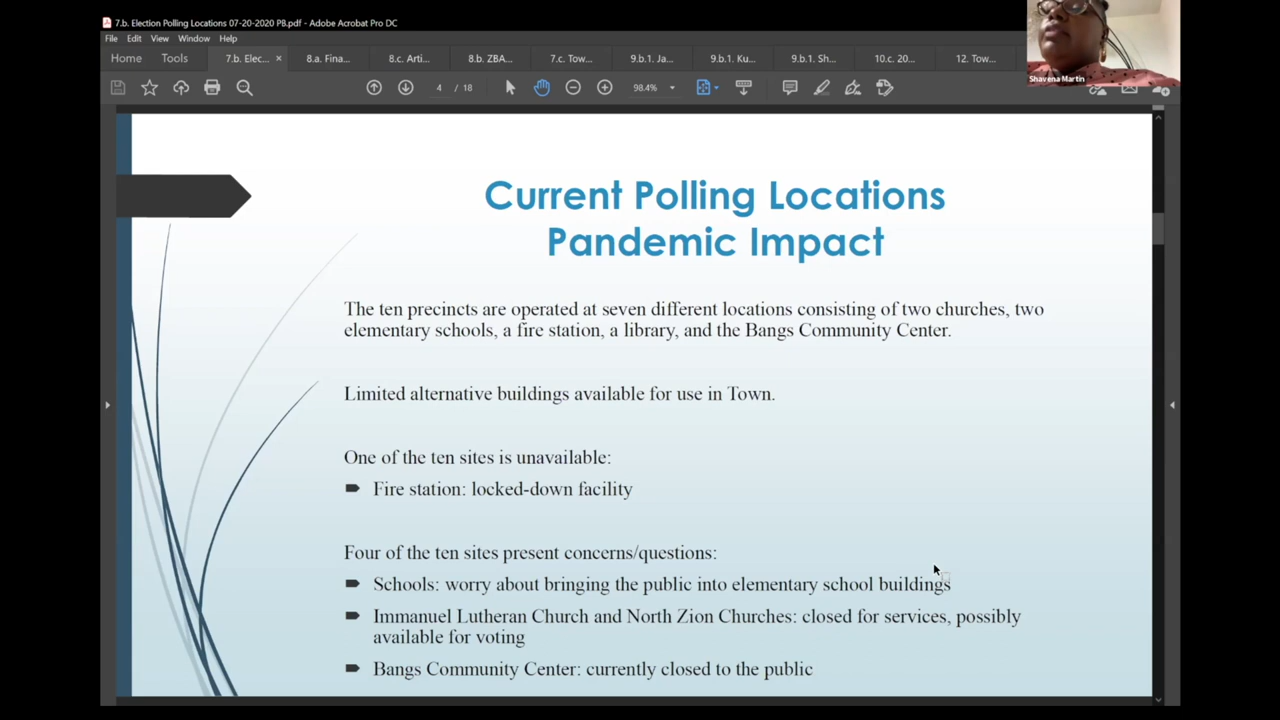 7.b. Election Polling Locations 07-20-2020 PB.pdf - Adobe Acrobat Pro DC
File Edit View Window Help
Home Tools 7.b. Elec... × 8.a. Fina... 8.c. Arti... 8.b. ZBA... 7.c. Tow... 9.b.1. Ja... 9.b.1. Ku... 9.b.1. Sh... 10.c. 20... 12. Tow...
Shavena Martin
4 / 18 98.4%
Current Polling Locations
Pandemic Impact
The ten precincts are operated at seven different locations consisting of two churches, two
elementary schools, a fire station, a library, and the Bangs Community Center.
Limited alternative buildings available for use in Town.
One of the ten sites is unavailable:
Fire station: locked-down facility
Four of the ten sites present concerns/questions:
Schools: worry about bringing the public into elementary school buildings
Immanuel Lutheran Church and North Zion Churches: closed for services, possibly
available for voting
Bangs Community Center: currently closed to the public